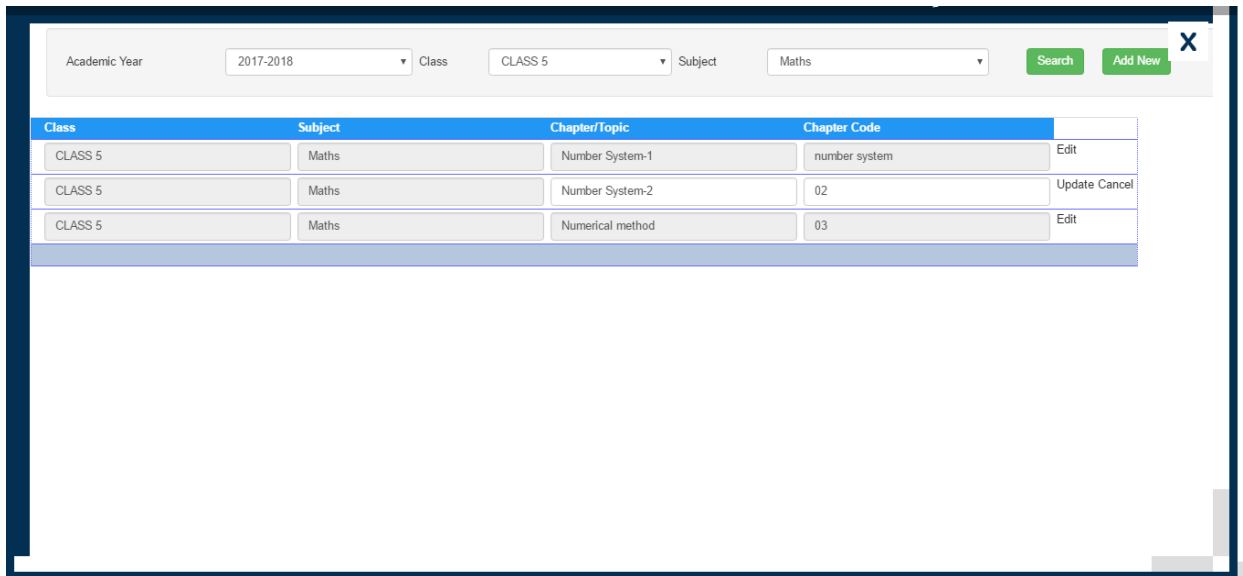 X
Academic Year 2017-2018 Class CLASS 5 Subject Maths Search Add New
Class Subject Chapter/Topic Chapter Code
CLASS 5 Maths Number System-1 number system Edit
CLASS 5 Maths Number System-2 02 Update Cancel
CLASS 5 Maths Numerical method 03 Edit